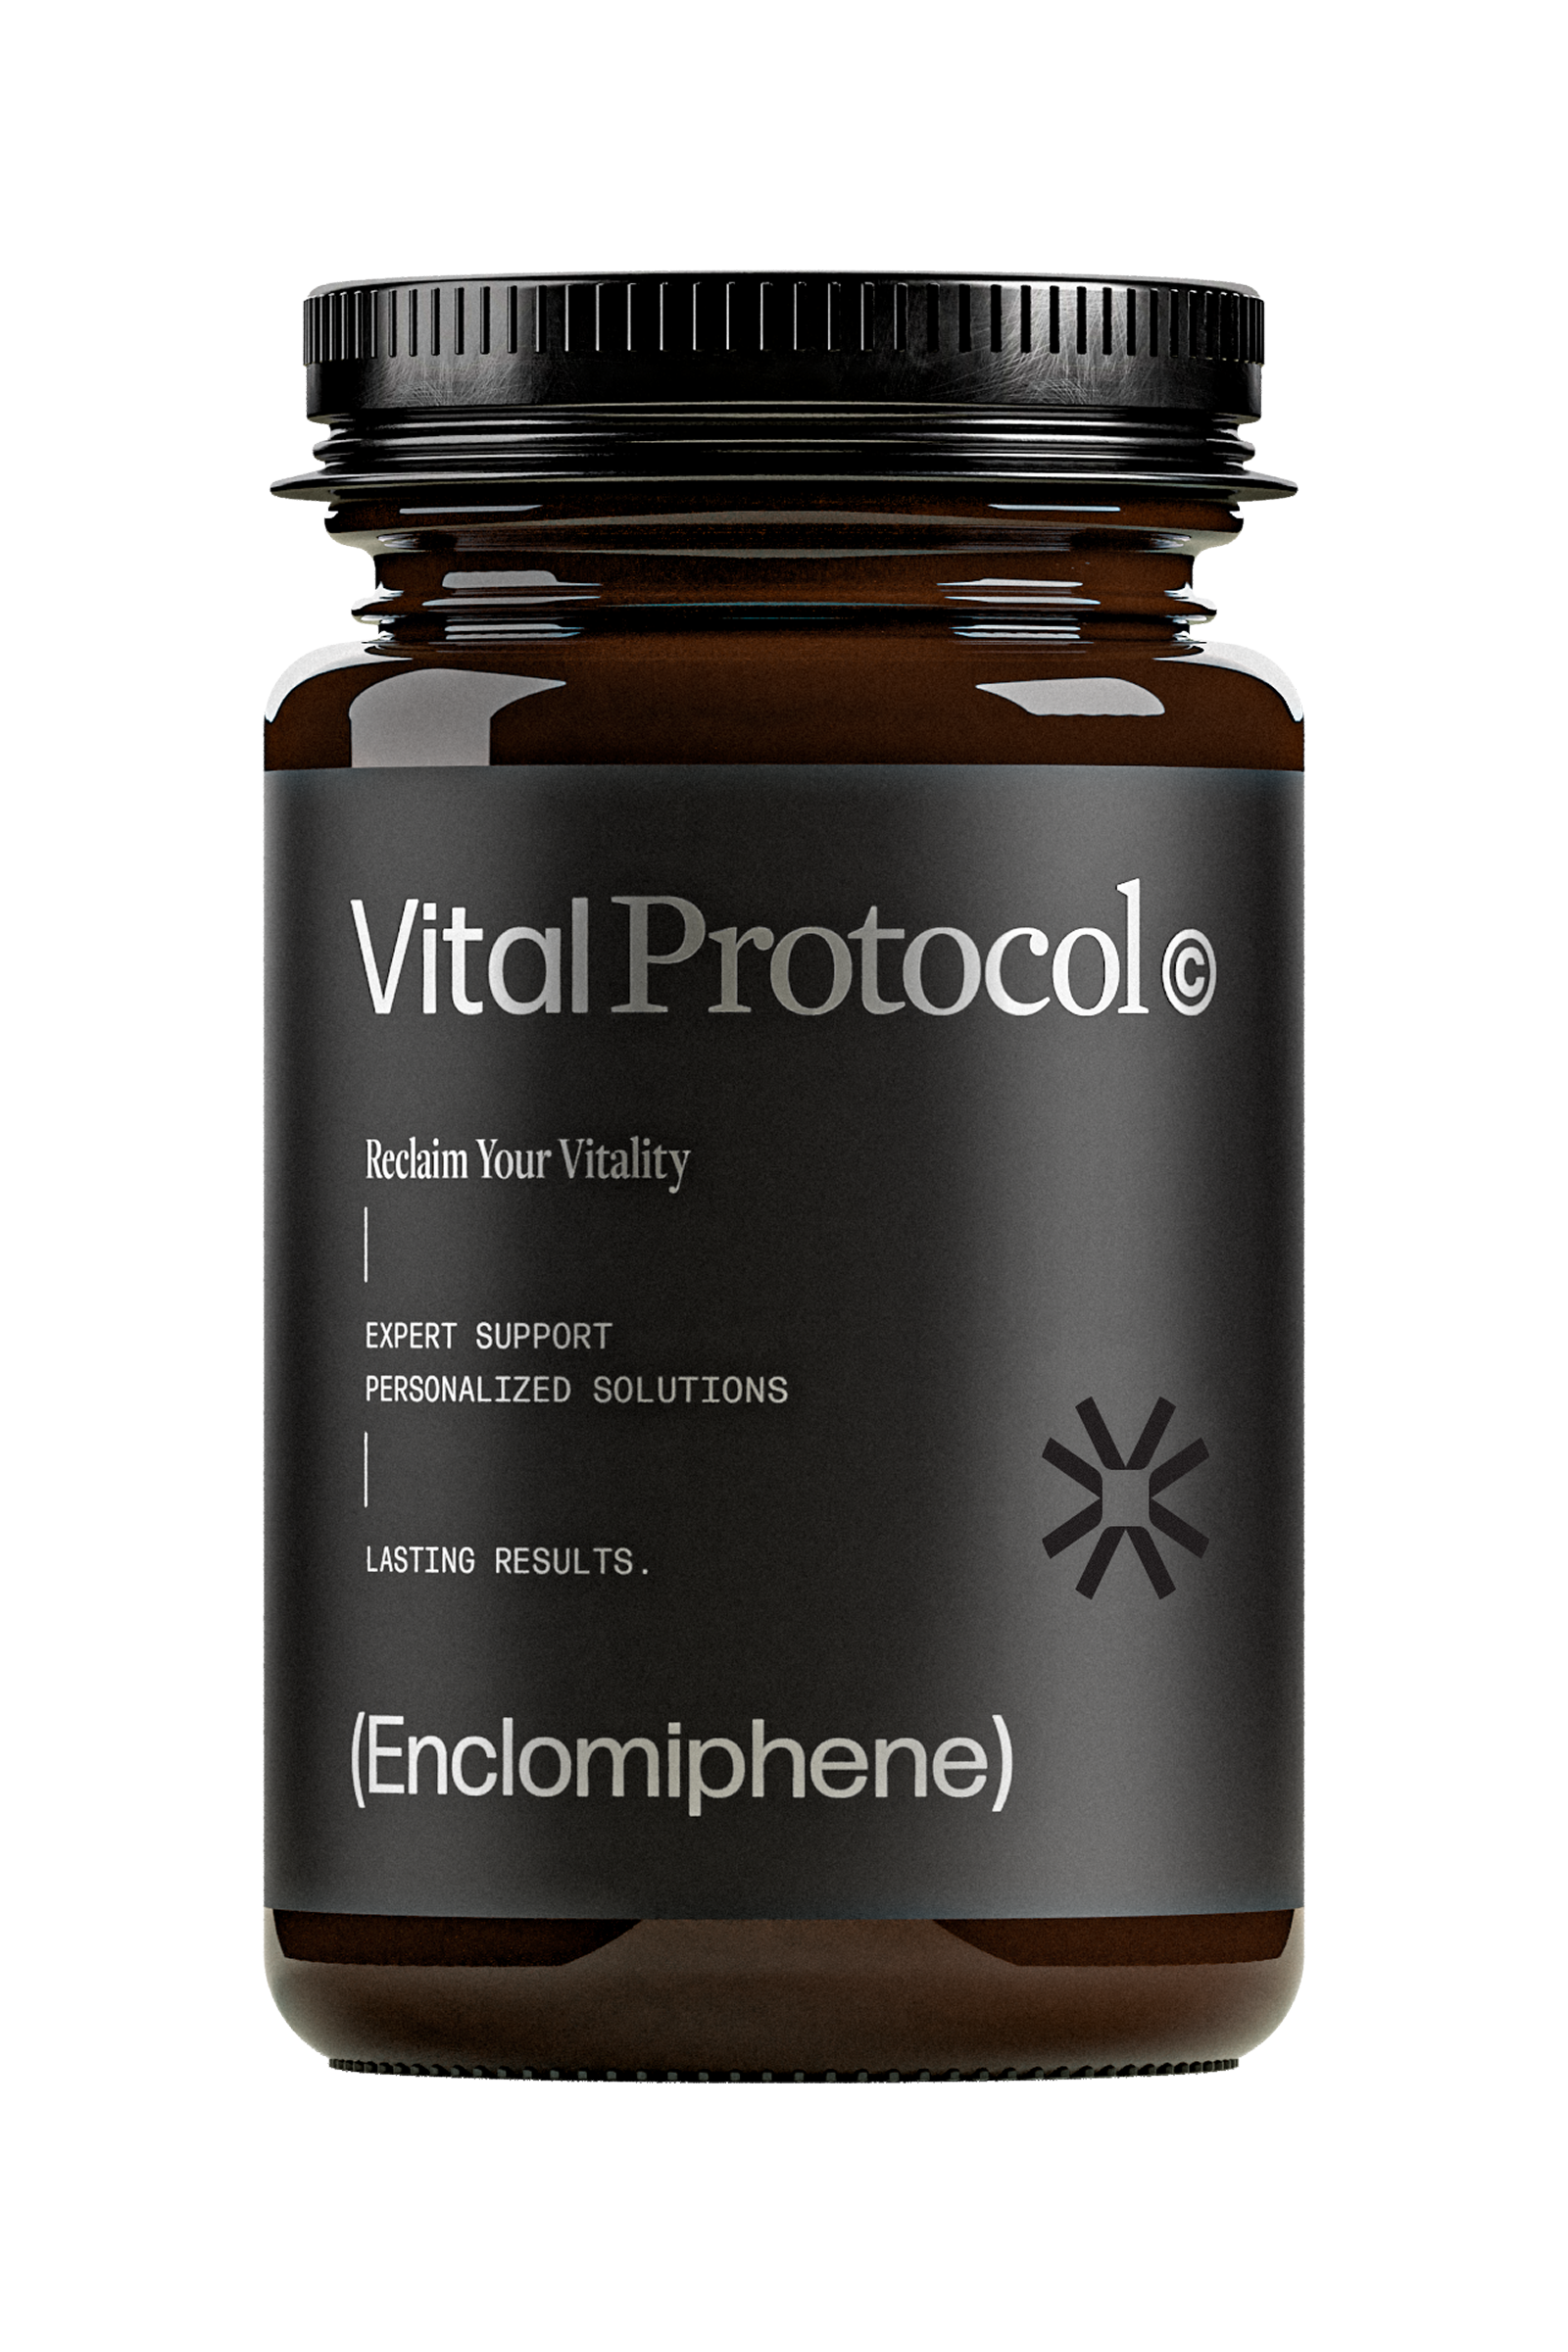 Vital Protocol ©
Reclaim Your Vitality
EXPERT SUPPORT
PERSONALIZED SOLUTIONS
LASTING RESULTS.
(Enclomiphene)